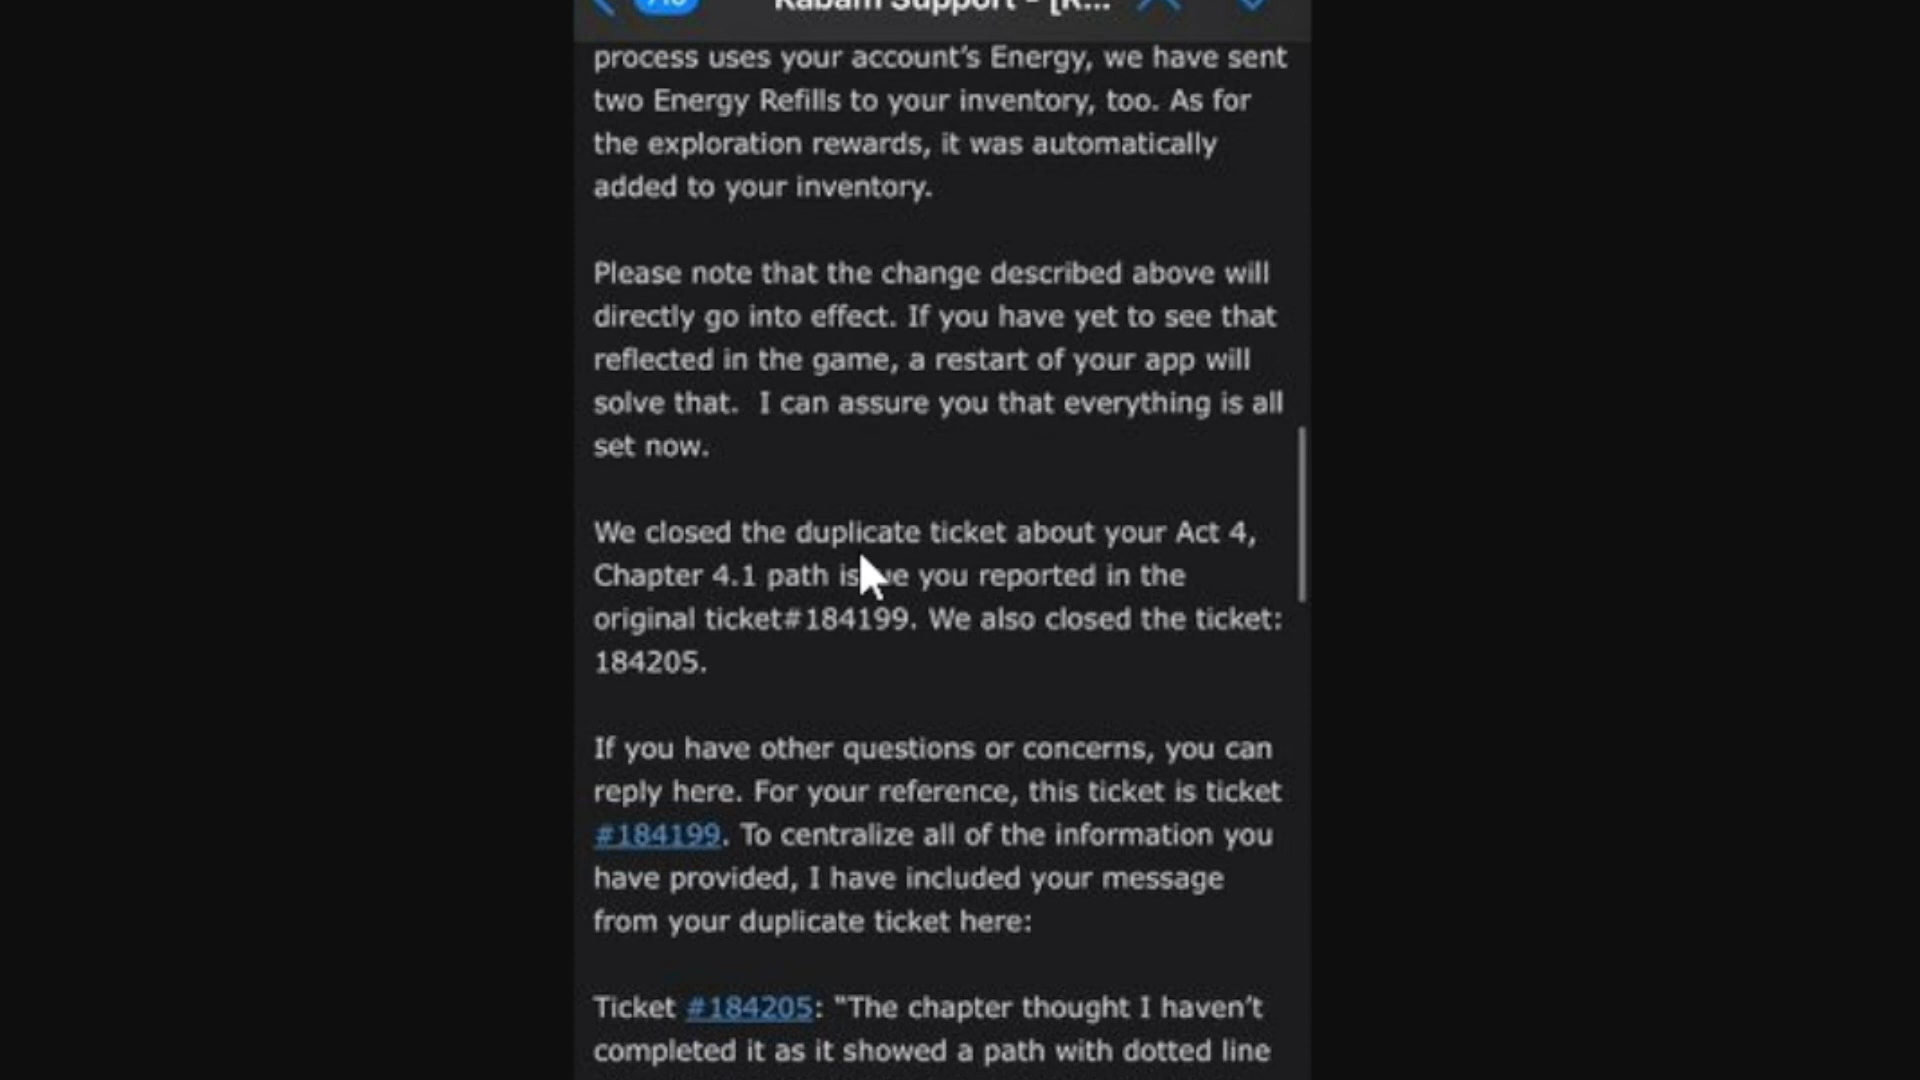 Kabam Support - [R...
process uses your account's Energy, we have sent
two Energy Refills to your inventory, too. As for
the exploration rewards, it was automatically
added to your inventory.
Please note that the change described above will
directly go into effect. If you have yet to see that
reflected in the game, a restart of your app will
solve that.  I can assure you that everything is all
set now.
We closed the duplicate ticket about your Act 4,
Chapter 4.1 path issue you reported in the
original ticket#184199. We also closed the ticket:
184205.
If you have other questions or concerns, you can
reply here. For your reference, this ticket is ticket
#184199. To centralize all of the information you
have provided, I have included your message
from your duplicate ticket here:
Ticket #184205: "The chapter thought I haven't
completed it as it showed a path with dotted line